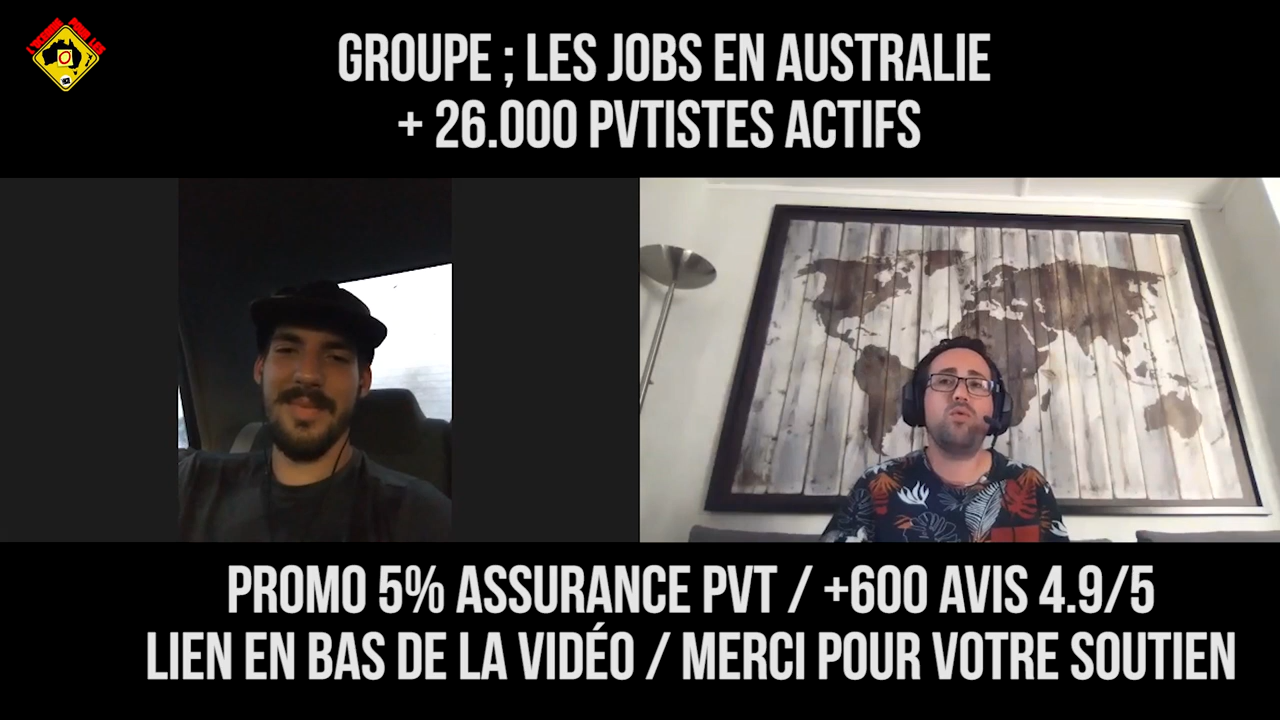 GROUPE ; LES JOBS EN AUSTRALIE
+ 26.000 PVTISTES ACTIFS
PROMO 5% ASSURANCE PVT / +600 AVIS 4.9/5
LIEN EN BAS DE LA VIDÉO / MERCI POUR VOTRE SOUTIEN